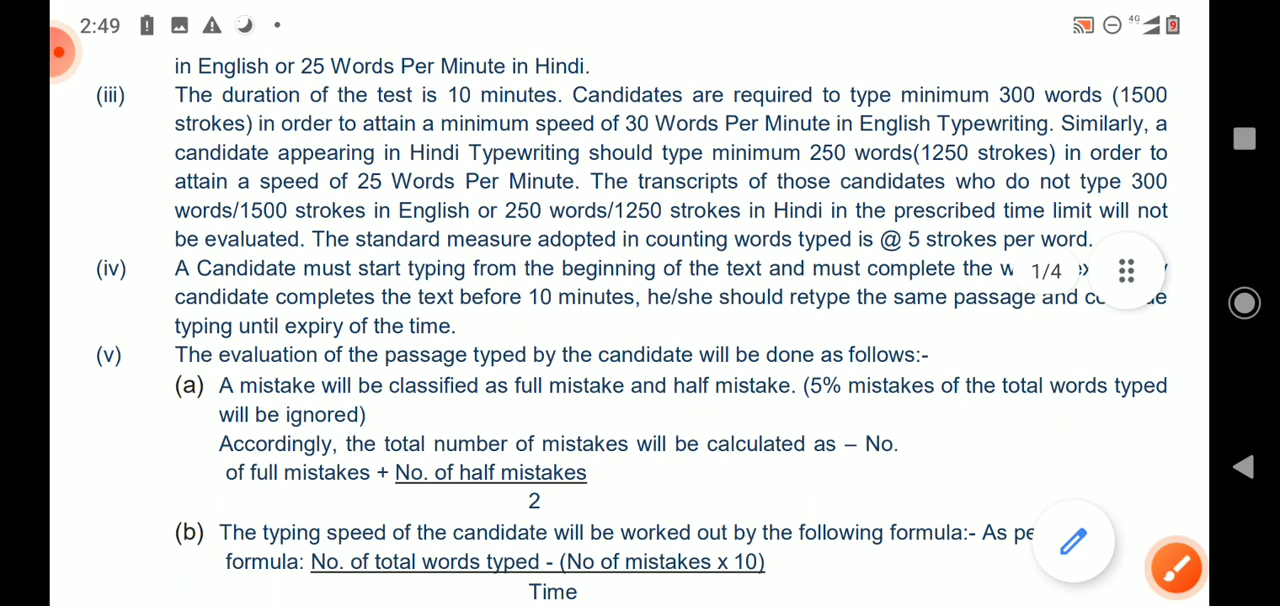 2:49
4G
9
in English or 25 Words Per Minute in Hindi.
(iii) The duration of the test is 10 minutes. Candidates are required to type minimum 300 words (1500
strokes) in order to attain a minimum speed of 30 Words Per Minute in English Typewriting. Similarly, a
candidate appearing in Hindi Typewriting should type minimum 250 words(1250 strokes) in order to
attain a speed of 25 Words Per Minute. The transcripts of those candidates who do not type 300
words/1500 strokes in English or 250 words/1250 strokes in Hindi in the prescribed time limit will not
be evaluated. The standard measure adopted in counting words typed is @ 5 strokes per word.
(iv) A Candidate must start typing from the beginning of the text and must complete the
1/4
candidate completes the text before 10 minutes, he/she should retype the same passage and
typing until expiry of the time.
(v) The evaluation of the passage typed by the candidate will be done as follows:-
(a) A mistake will be classified as full mistake and half mistake. (5% mistakes of the total words typed
will be ignored)
Accordingly, the total number of mistakes will be calculated as – No.
of full mistakes + No. of half mistakes
2
(b) The typing speed of the candidate will be worked out by the following formula:- As
formula: No. of total words typed - (No of mistakes x 10)
Time